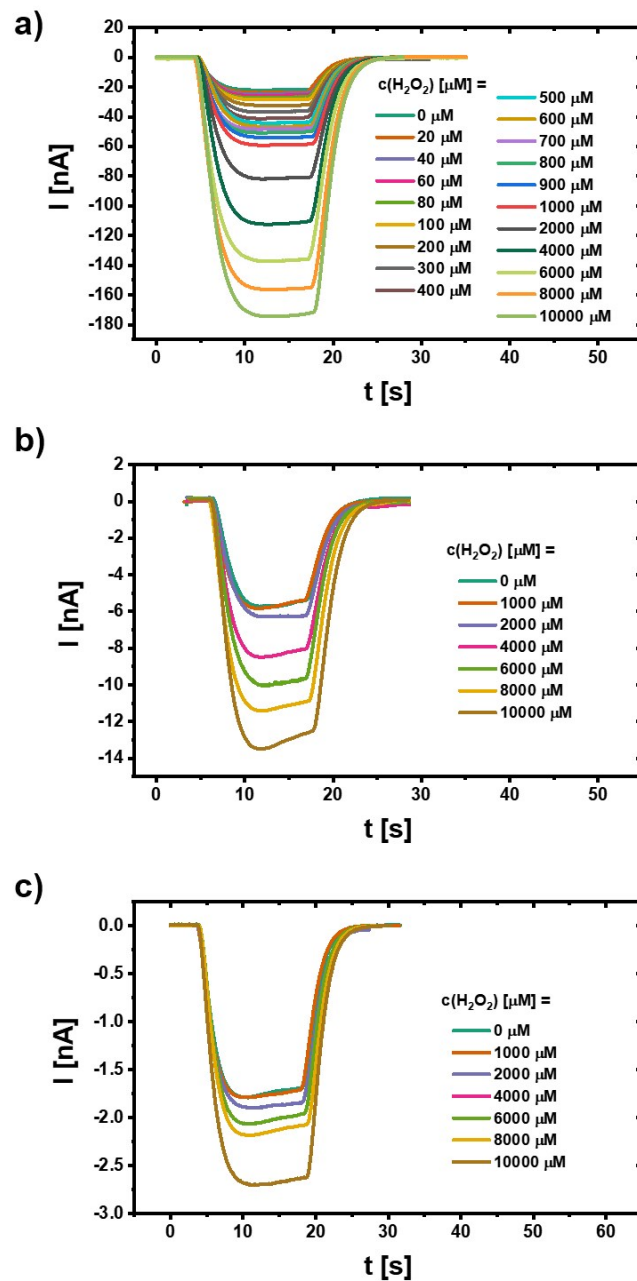 a)
20
0
-20
-40
-60
-80
-100
-120
-140
-160
-180
I [nA]
c(H₂O₂) [µM] =
0 µM
20 µM
40 µM
60 µM
80 µM
100 µM
200 µM
300 µM
400 µM
500 µM
600 µM
700 µM
800 µM
900 µM
1000 µM
2000 µM
4000 µM
6000 µM
8000 µM
10000 µM
0 10 20 30 40 50
t [s]
b)
2
0
-2
-4
-6
-8
-10
-12
-14
I [nA]
c(H₂O₂) [µM] =
0 µM
1000 µM
2000 µM
4000 µM
6000 µM
8000 µM
10000 µM
0 10 20 30 40 50
t [s]
c)
0.0
-0.5
-1.0
-1.5
-2.0
-2.5
-3.0
I [nA]
c(H₂O₂) [µM] =
0 µM
1000 µM
2000 µM
4000 µM
6000 µM
8000 µM
10000 µM
0 10 20 30 40 50 60
t [s]